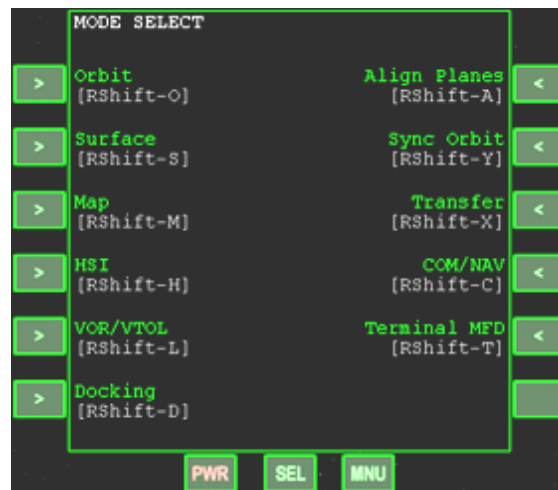 MODE SELECT
> Orbit Align Planes <
[RShift-O] [RShift-A]
> Surface Sync Orbit <
[RShift-S] [RShift-Y]
> Map Transfer <
[RShift-M] [RShift-X]
> HSI COM/NAV <
[RShift-H] [RShift-C]
> VOR/VTOL Terminal MFD <
[RShift-L] [RShift-T]
> Docking
[RShift-D]
PWR SEL MNU